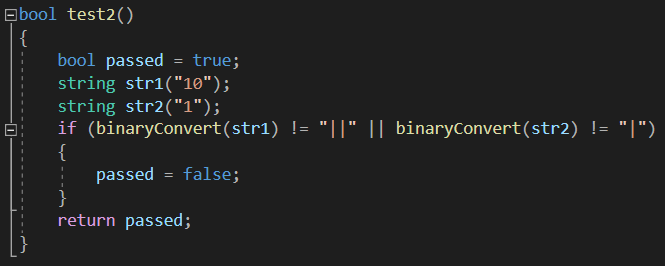 bool test2()
{
bool passed = true;
string str1("10");
string str2("1");
if (binaryConvert(str1) != "||" || binaryConvert(str2) != "|")
{
passed = false;
}
return passed;
}